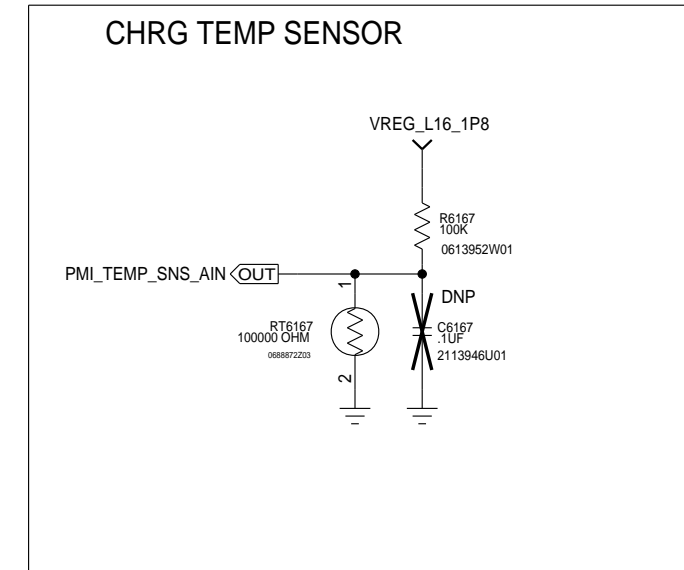 CHRG TEMP SENSOR
VREG_L16_1P8
R6167
100K
0613952W01
PMI_TEMP_SNS_AIN
OUT
1
DNP
RT6167
100000 OHM
0688872Z03
C6167
.1UF
2113946U01
2